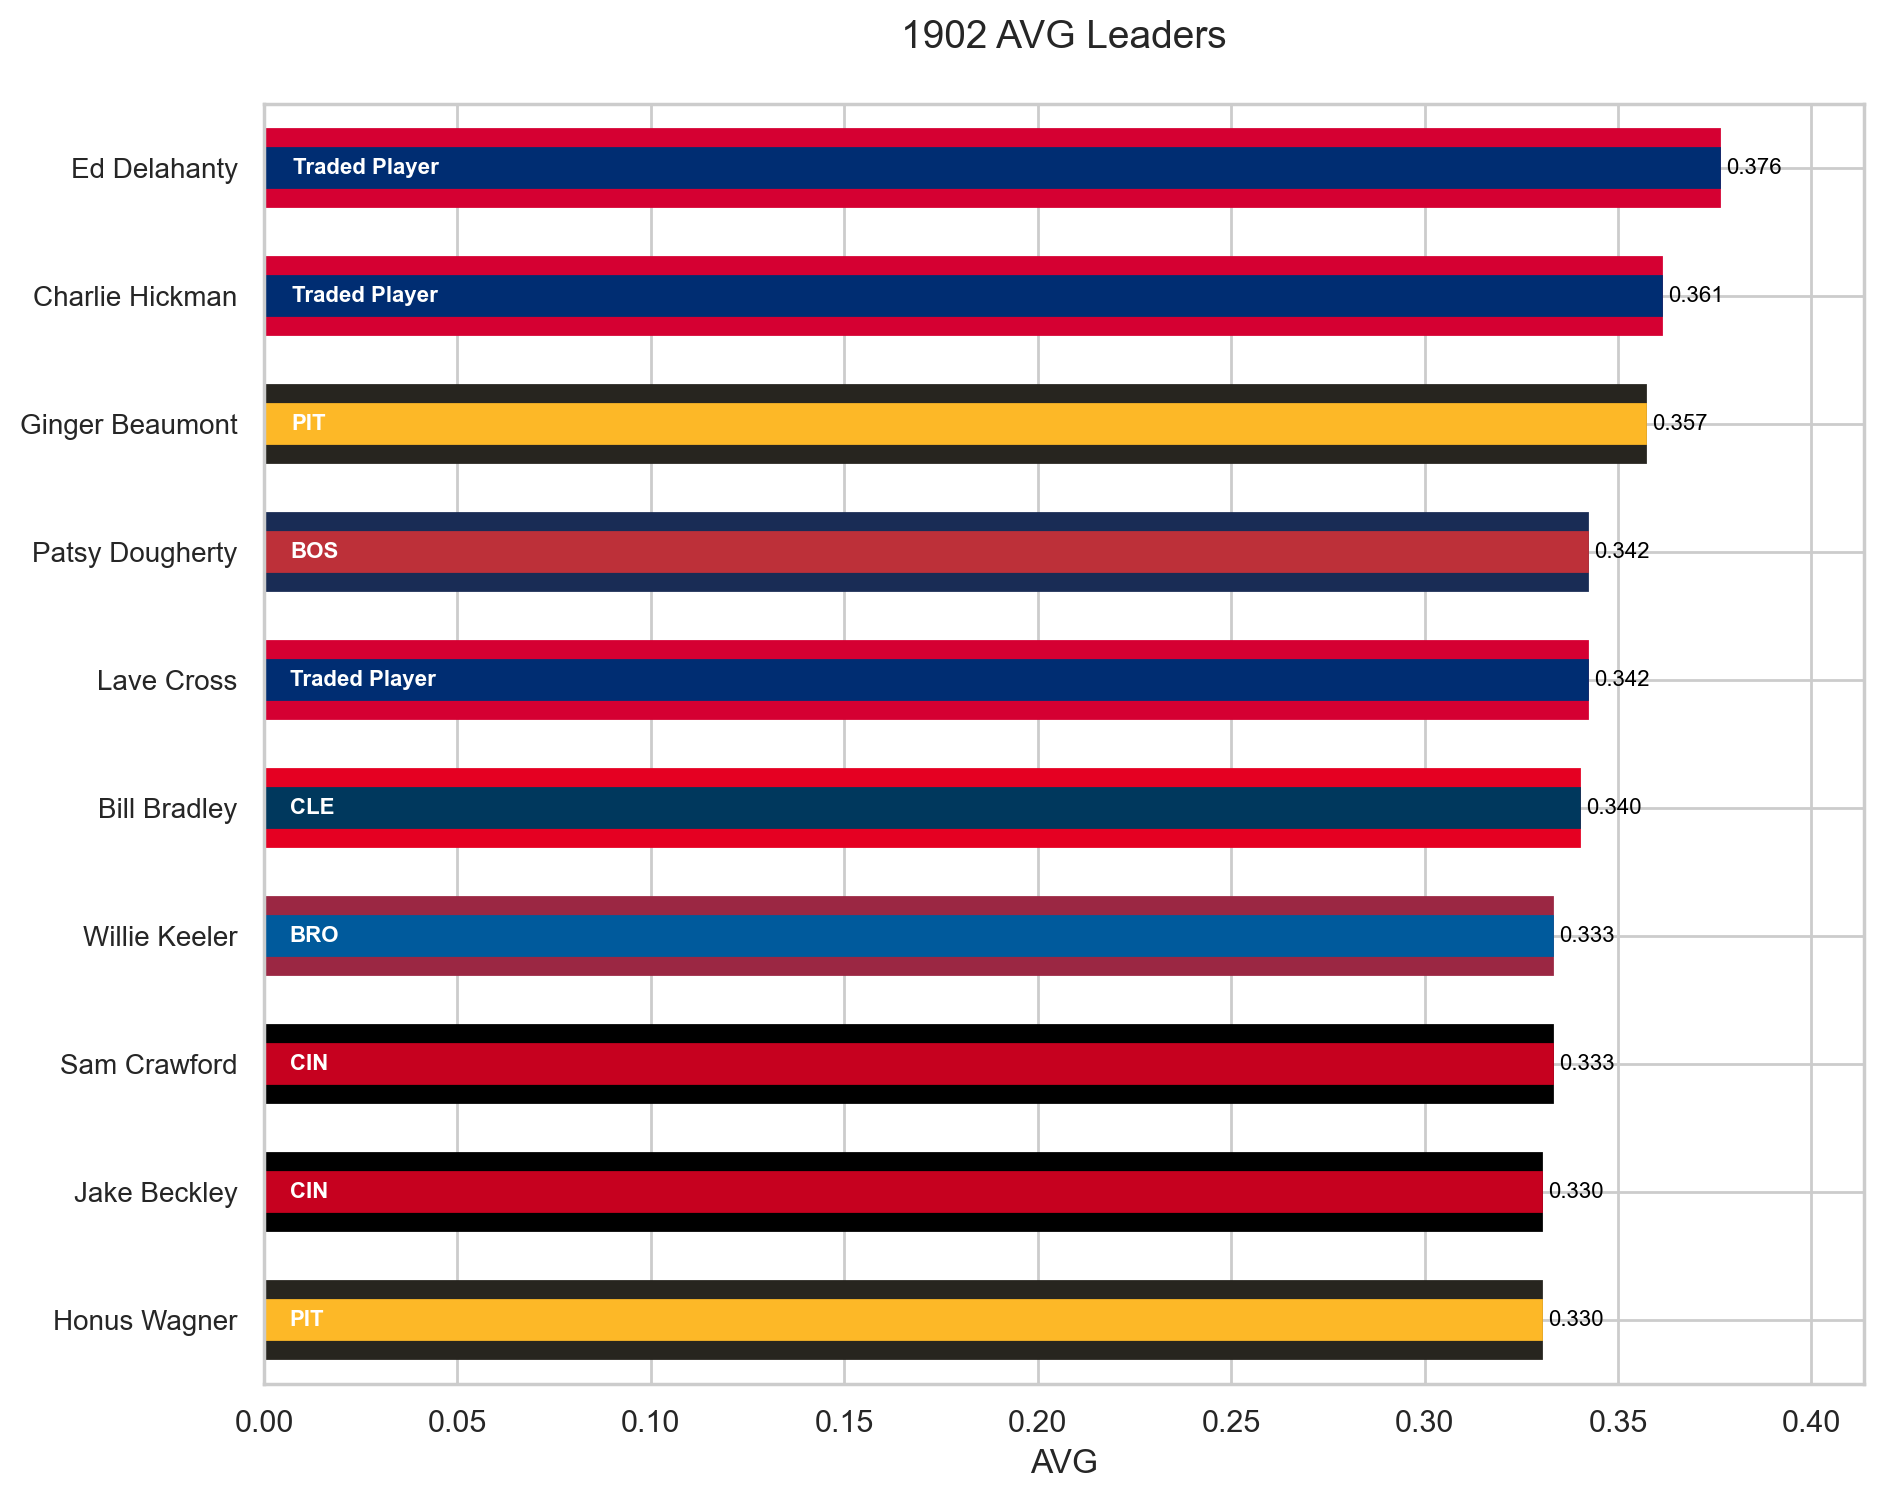 1902 AVG Leaders
Ed Delahanty Traded Player 0.376
Charlie Hickman Traded Player 0.361
Ginger Beaumont PIT 0.357
Patsy Dougherty BOS 0.342
Lave Cross Traded Player 0.342
Bill Bradley CLE 0.340
Willie Keeler BRO 0.333
Sam Crawford CIN 0.333
Jake Beckley CIN 0.330
Honus Wagner PIT 0.330
0.00 0.05 0.10 0.15 0.20 0.25 0.30 0.35 0.40
AVG